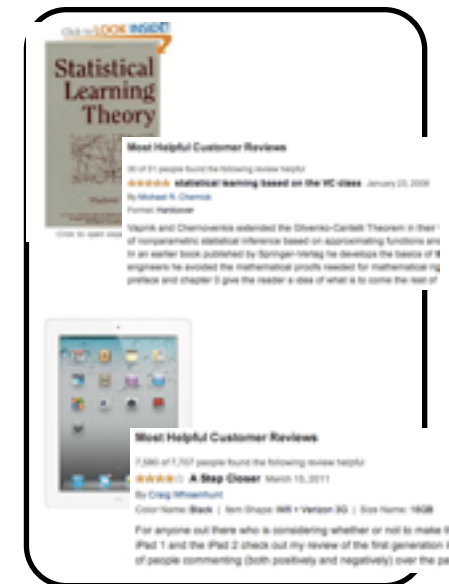 Click to LOOK INSIDE!
Statistical
Learning
Theory
Most Helpful Customer Reviews
30 of 31 people found the following review helpful
statistical learning based on the VC class January 23, 2008
By Michael R. Chernick
Format: Hardcover
Vapnik and Chernovenkis extended the Glivenko-Cantelli Theorem in their
of nonparametric statistical inference based on approximating functions and
In an earlier book published by Springer-Verlag he develops the basics of
engineers he avoided the mathematical proofs needed for mathematical
preface and chapter 0 give the reader a idea of what is to come the rest of
Click to open
Most Helpful Customer Reviews
7,580 of 7,707 people found the following review helpful
A Step Closer March 15, 2011
By Craig
Color Name: Black | Item Shape: Wifi + Verizon 3G | Size Name: 16GB
For anyone out there who is considering whether or not to make
iPad 1 and the iPad 2 check out my review of the first generation
of people commenting (both positively and negatively) over the